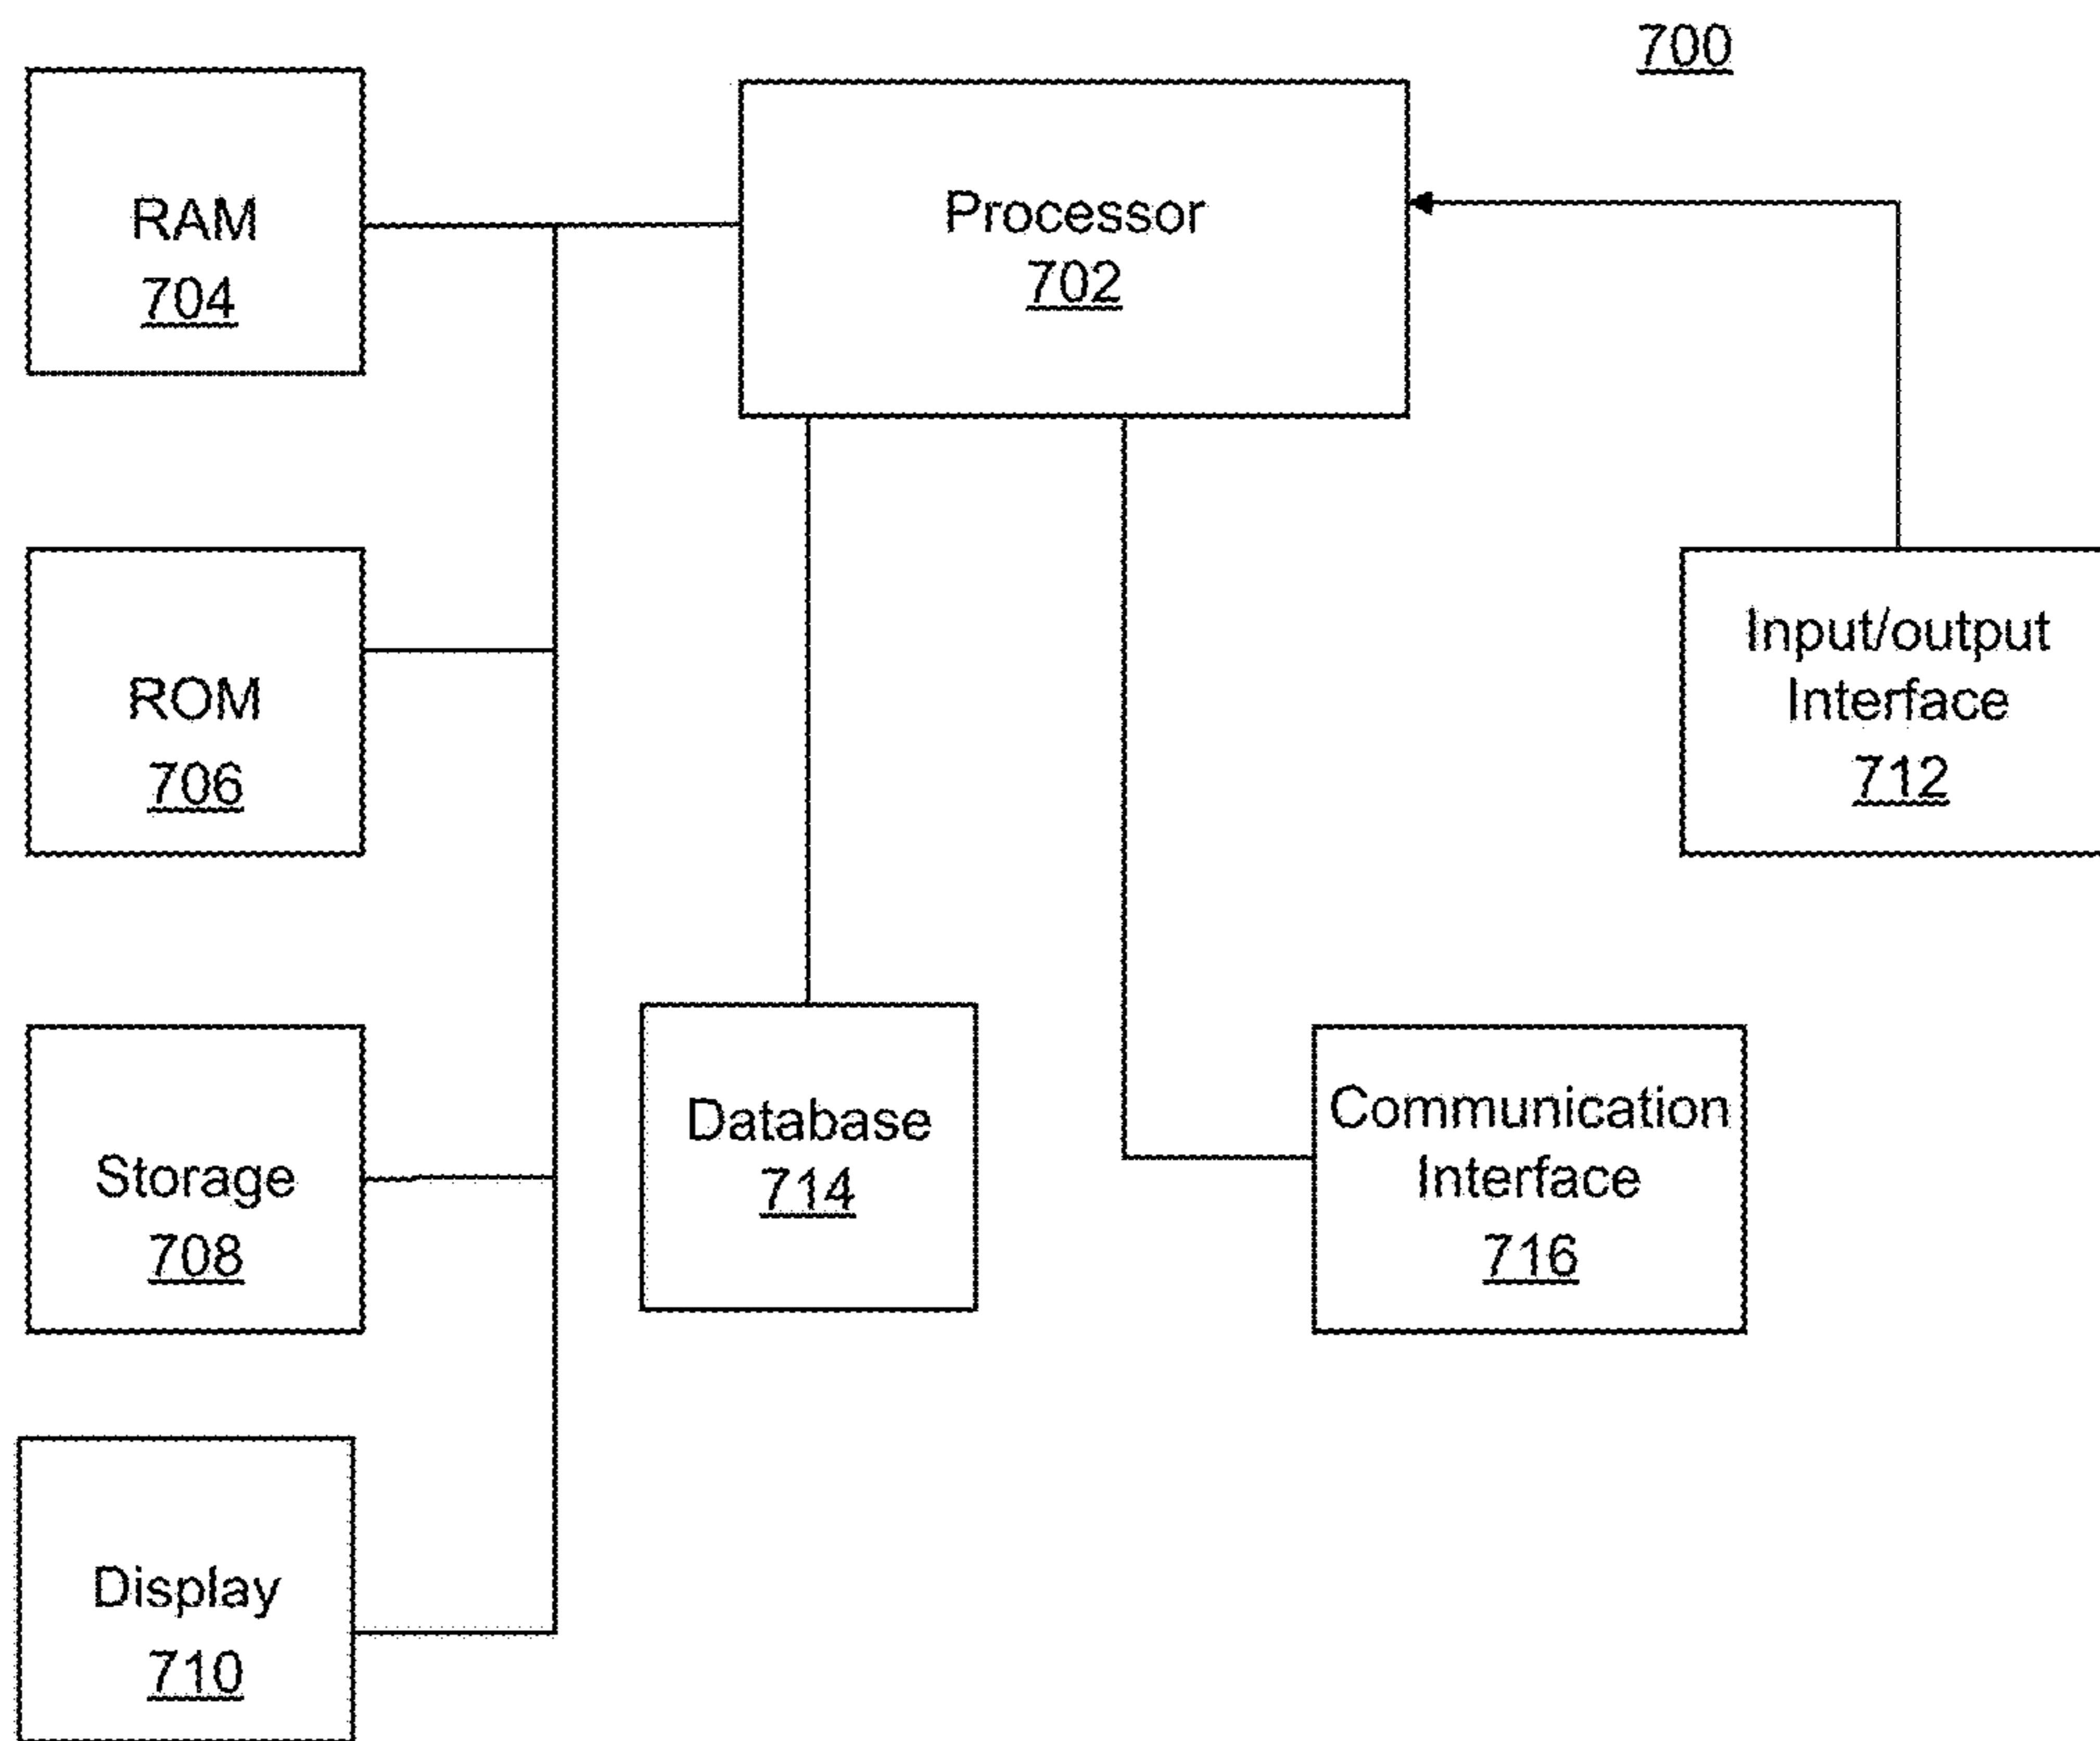 700
RAM
704
Processor
702
ROM
706
Input/output
Interface
712
Storage
708
Database
714
Communication
Interface
716
Display
710